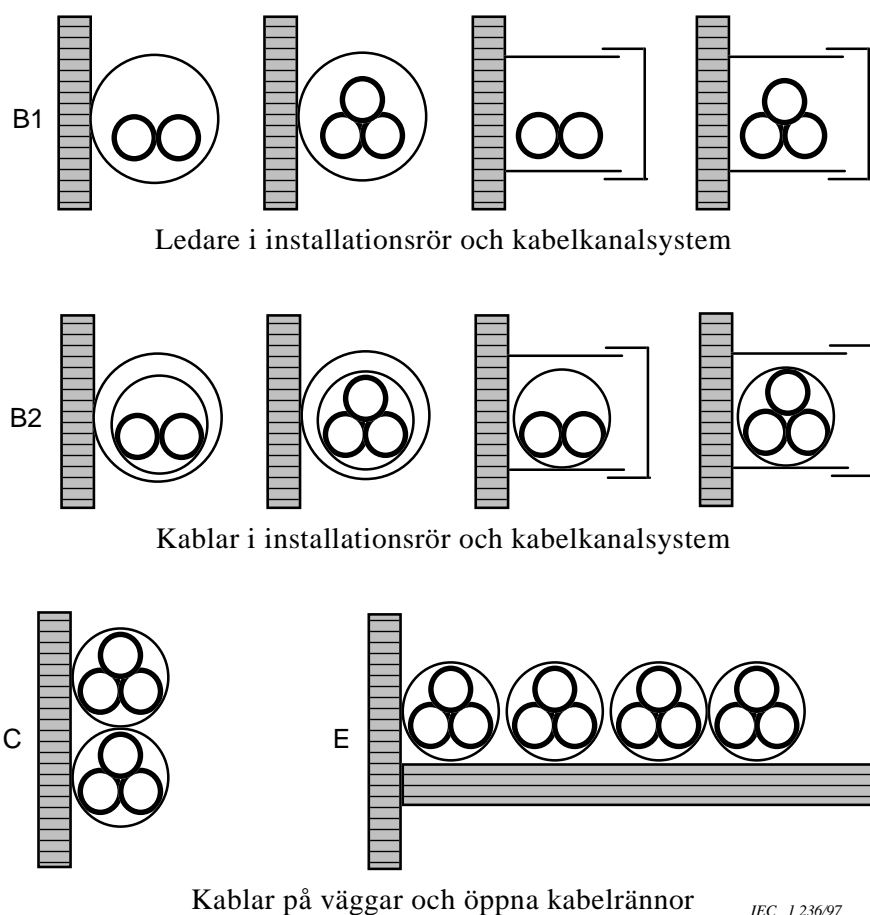 B1
Ledare i installationsrör och kabelkanalsystem
B2
Kablar i installationsrör och kabelkanalsystem
C
E
Kablar på väggar och öppna kabelrännor
IEC 1 236/97